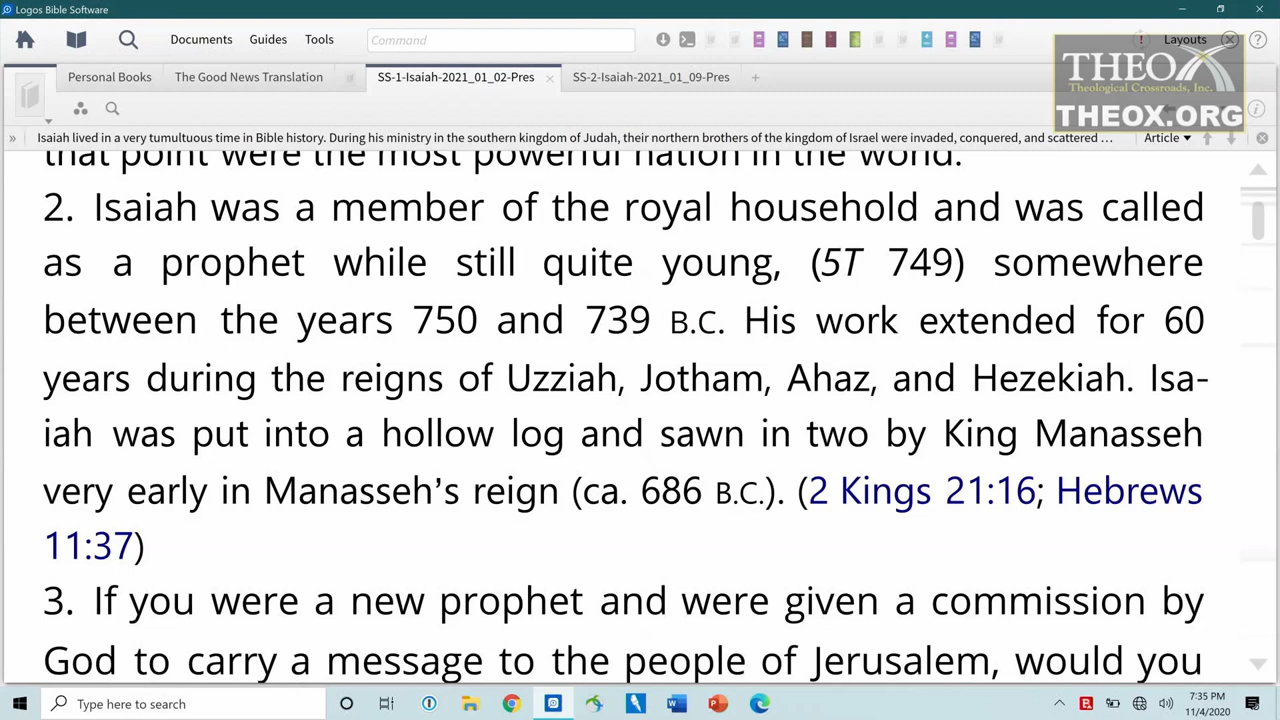 Logos Bible Software
Documents Guides Tools Command Layouts
THEOX
Theological Crossroads, Inc.
THEOX.ORG
Personal Books The Good News Translation SS-1-Isaiah-2021_01_02-Pres SS-2-Isaiah-2021_01_09-Pres
Isaiah lived in a very tumultuous time in Bible history. During his ministry in the southern kingdom of Judah, their northern brothers of the kingdom of Israel were invaded, conquered, and scattered ... Article
that point were the most powerful nation in the world.
2. Isaiah was a member of the royal household and was called
as a prophet while still quite young, (5T 749) somewhere
between the years 750 and 739 B.C. His work extended for 60
years during the reigns of Uzziah, Jotham, Ahaz, and Hezekiah. Isa-
iah was put into a hollow log and sawn in two by King Manasseh
very early in Manasseh's reign (ca. 686 B.C.). (2 Kings 21:16; Hebrews
11:37)
3. If you were a new prophet and were given a commission by
God to carry a message to the people of Jerusalem, would you
Type here to search
7:35 PM
11/4/2020